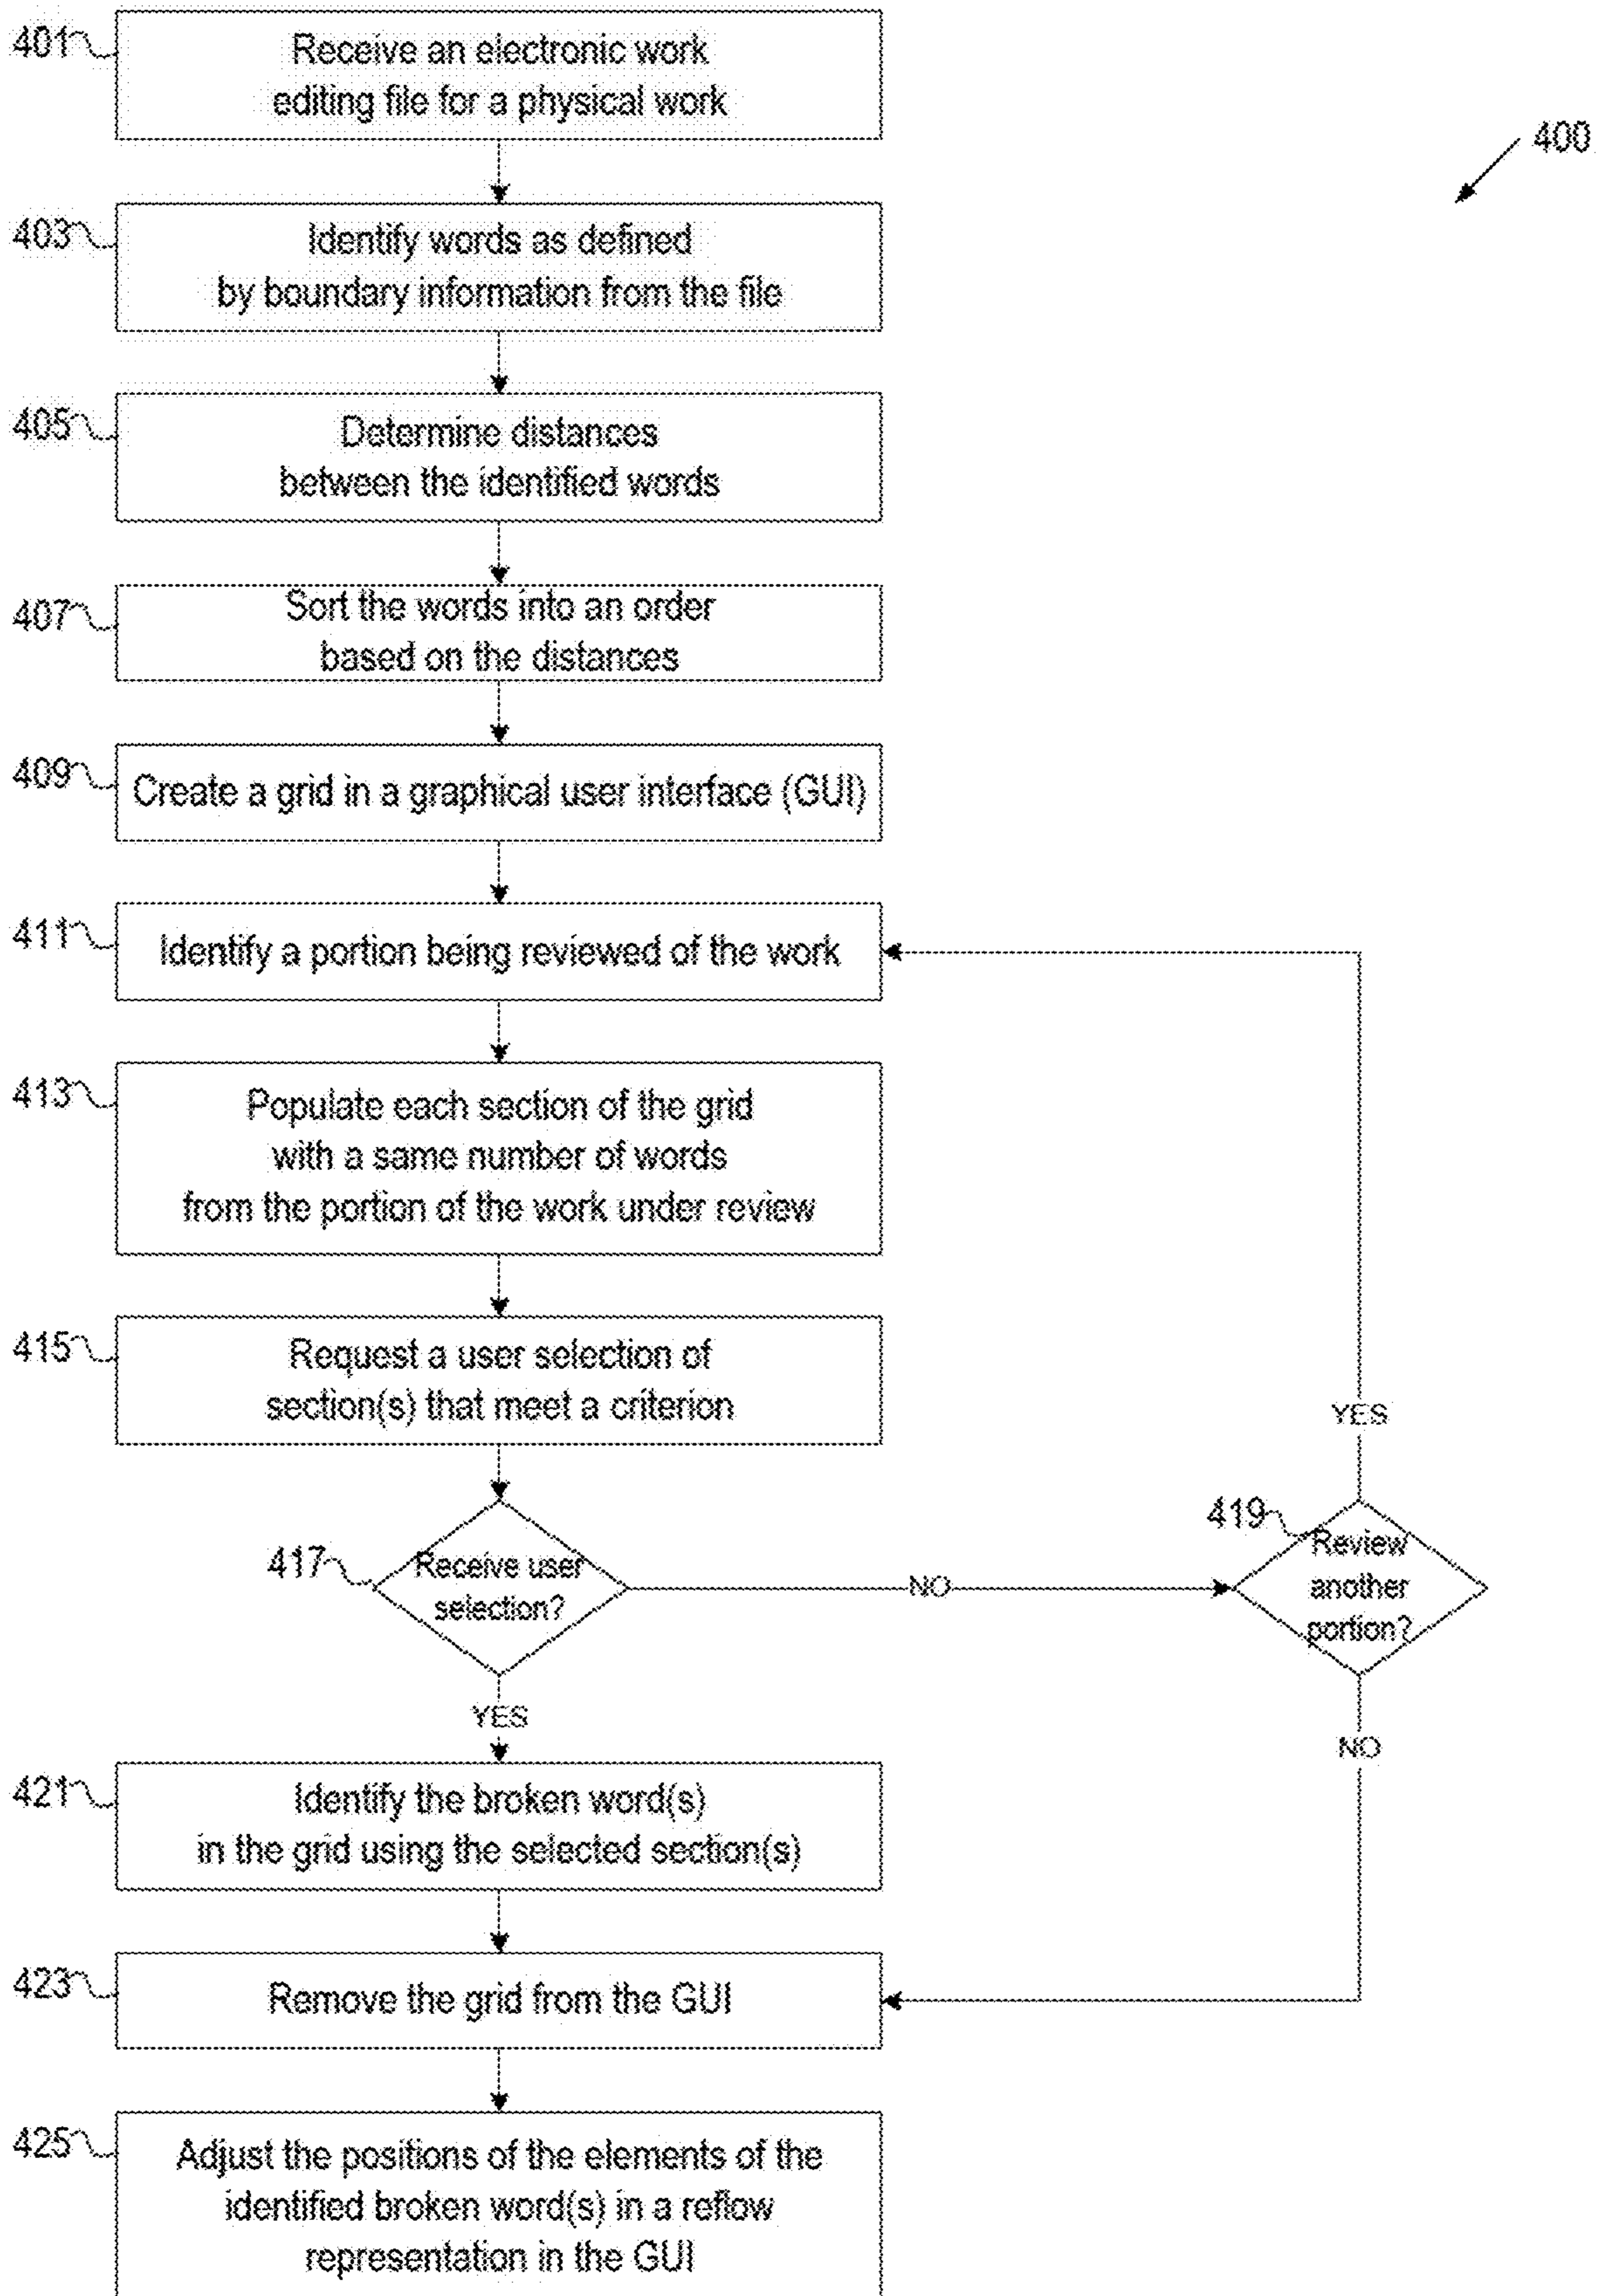 401
Receive an electronic work
editing file for a physical work
400
403
Identify words as defined
by boundary information from the file
405
Determine distances
between the identified words
407
Sort the words into an order
based on the distances
409
Create a grid in a graphical user interface (GUI)
411
Identify a portion being reviewed of the work
413
Populate each section of the grid
with a same number of words
from the portion of the work under review
415
Request a user selection of
section(s) that meet a criterion
YES
417
Receive user
selection?
NO
419
Review
another
portion?
YES
NO
421
Identify the broken word(s)
in the grid using the selected section(s)
423
Remove the grid from the GUI
425
Adjust the positions of the elements of the
identified broken word(s) in a reflow
representation in the GUI